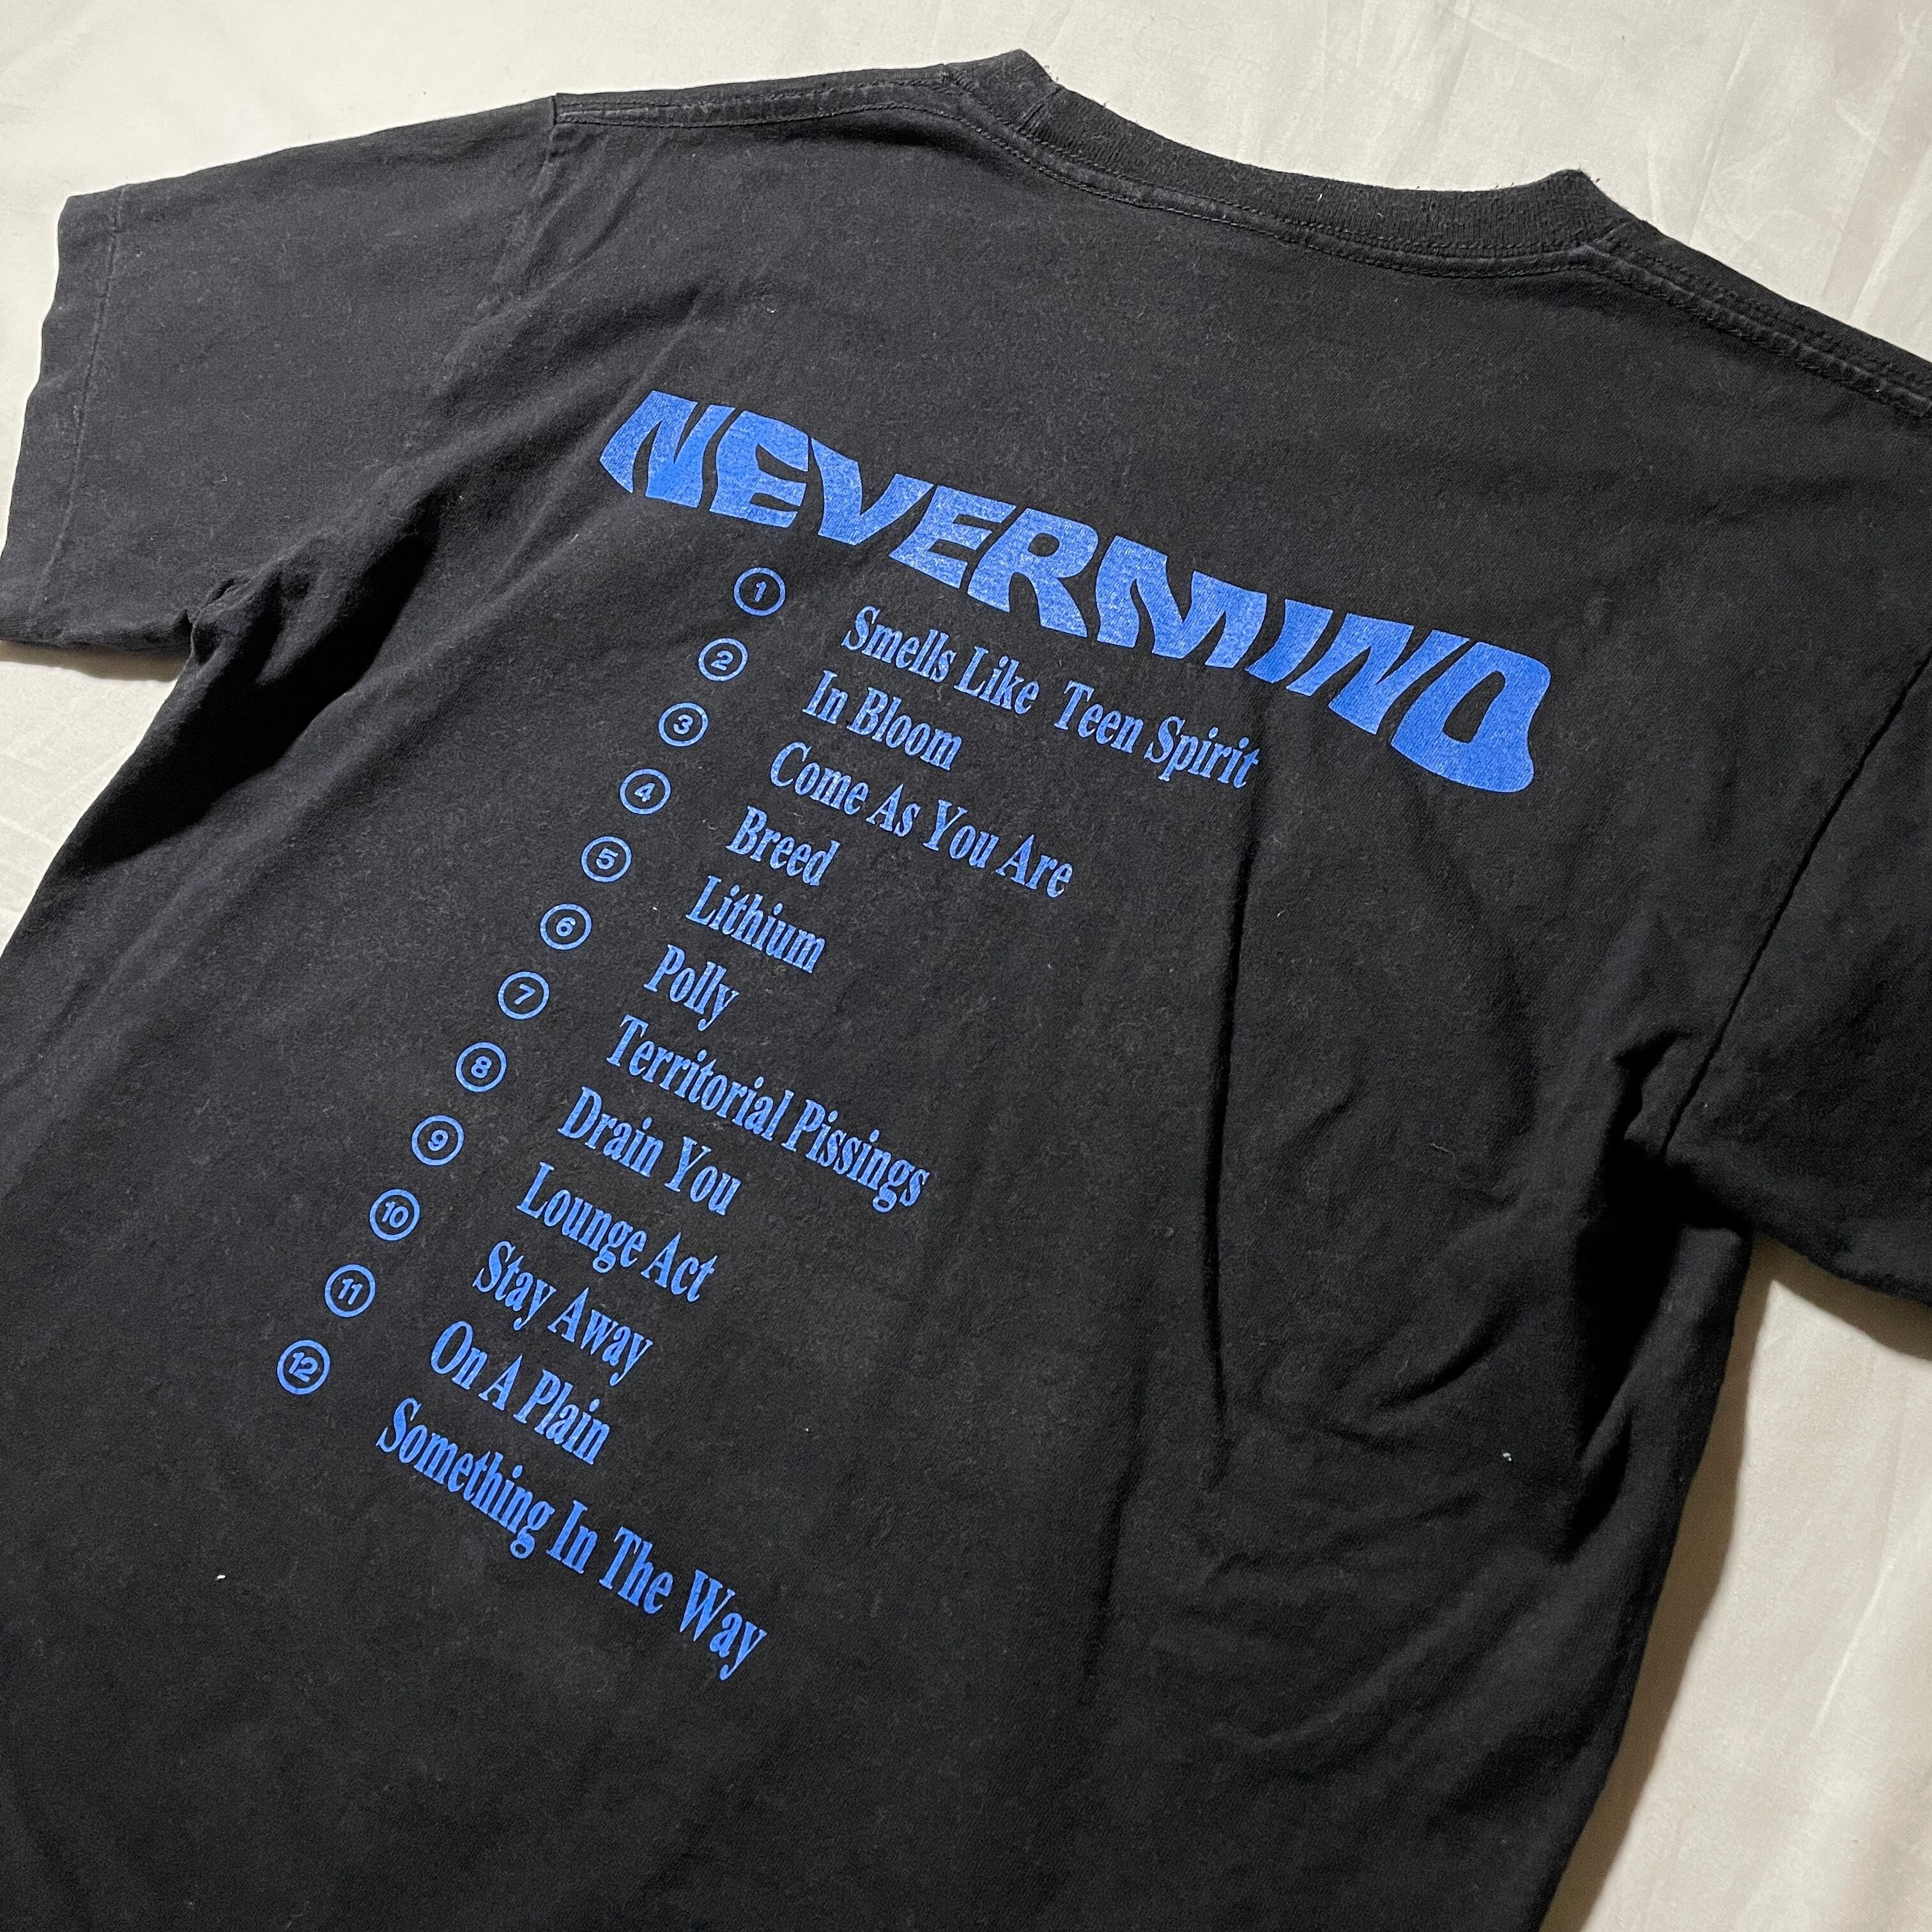 NEVERMIND
1 Smells Like Teen Spirit
2 In Bloom
3 Come As You Are
4 Breed
5 Lithium
6 Polly
7 Territorial Pissings
8 Drain You
9 Lounge Act
10 Stay Away
11 On A Plain
12 Something In The Way